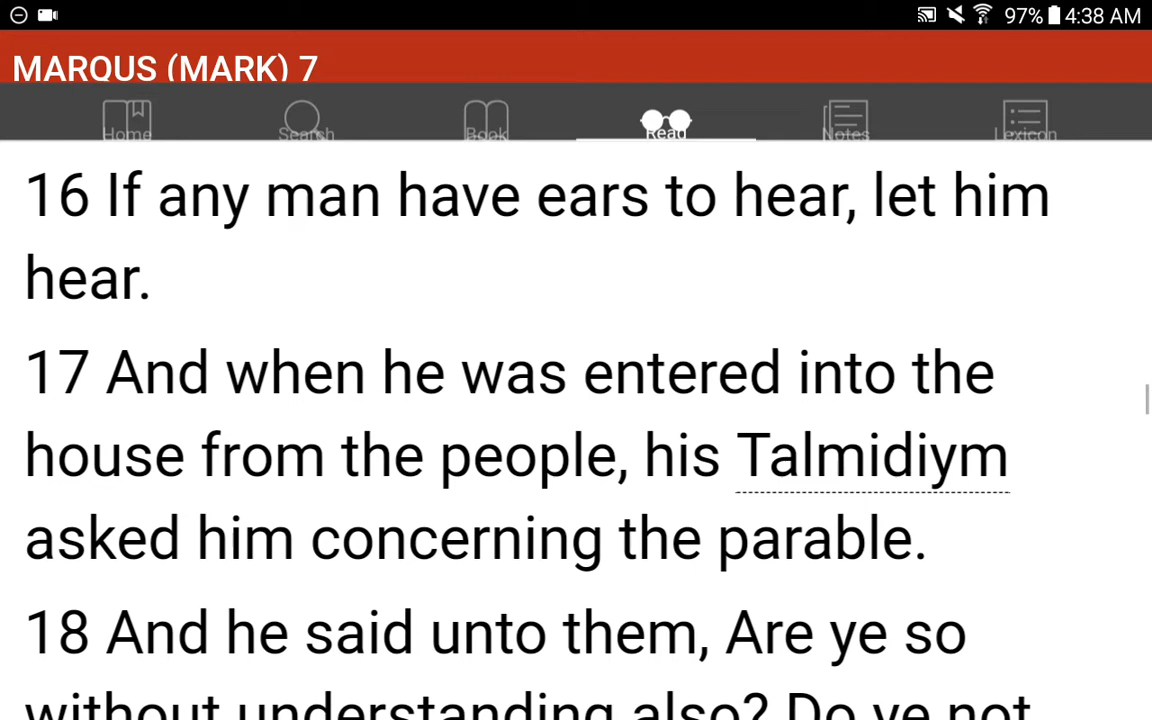 97% 4:38 AM
MARQUS (MARK) 7
Home Search Book Read Notes Lexicon
16 If any man have ears to hear, let him
hear.
17 And when he was entered into the
house from the people, his Talmidiym
asked him concerning the parable.
18 And he said unto them, Are ye so
without understanding also? Do ye not